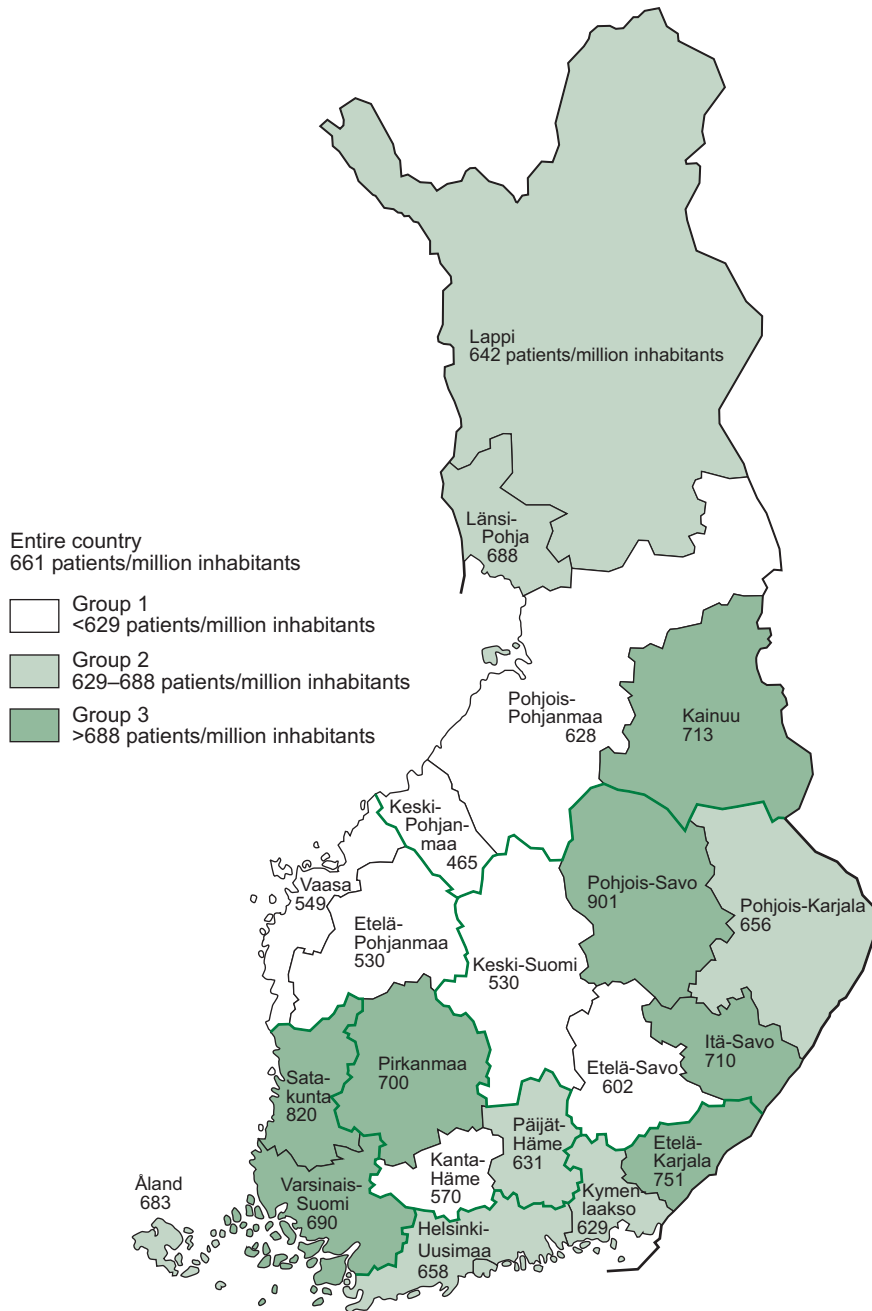 Lappi
642 patients/million inhabitants
Länsi-
Pohja
688
Entire country
661 patients/million inhabitants
Group 1
<629 patients/million inhabitants
Group 2
629–688 patients/million inhabitants
Group 3
>688 patients/million inhabitants
Pohjois-
Pohjanmaa
628
Kainuu
713
Keski-
Pohjan-
maa
465
Vaasa
549
Etelä-
Pohjanmaa
530
Keski-Suomi
530
Pohjois-Savo
901
Pohjois-Karjala
656
Itä-Savo
710
Etelä-Savo
602
Sata-
kunta
820
Pirkanmaa
700
Päijät-
Häme
631
Etelä-
Karjala
751
Kanta-
Häme
570
Kymen-
laakso
629
Åland
683
Varsinais-
Suomi
690
Helsinki-
Uusimaa
658